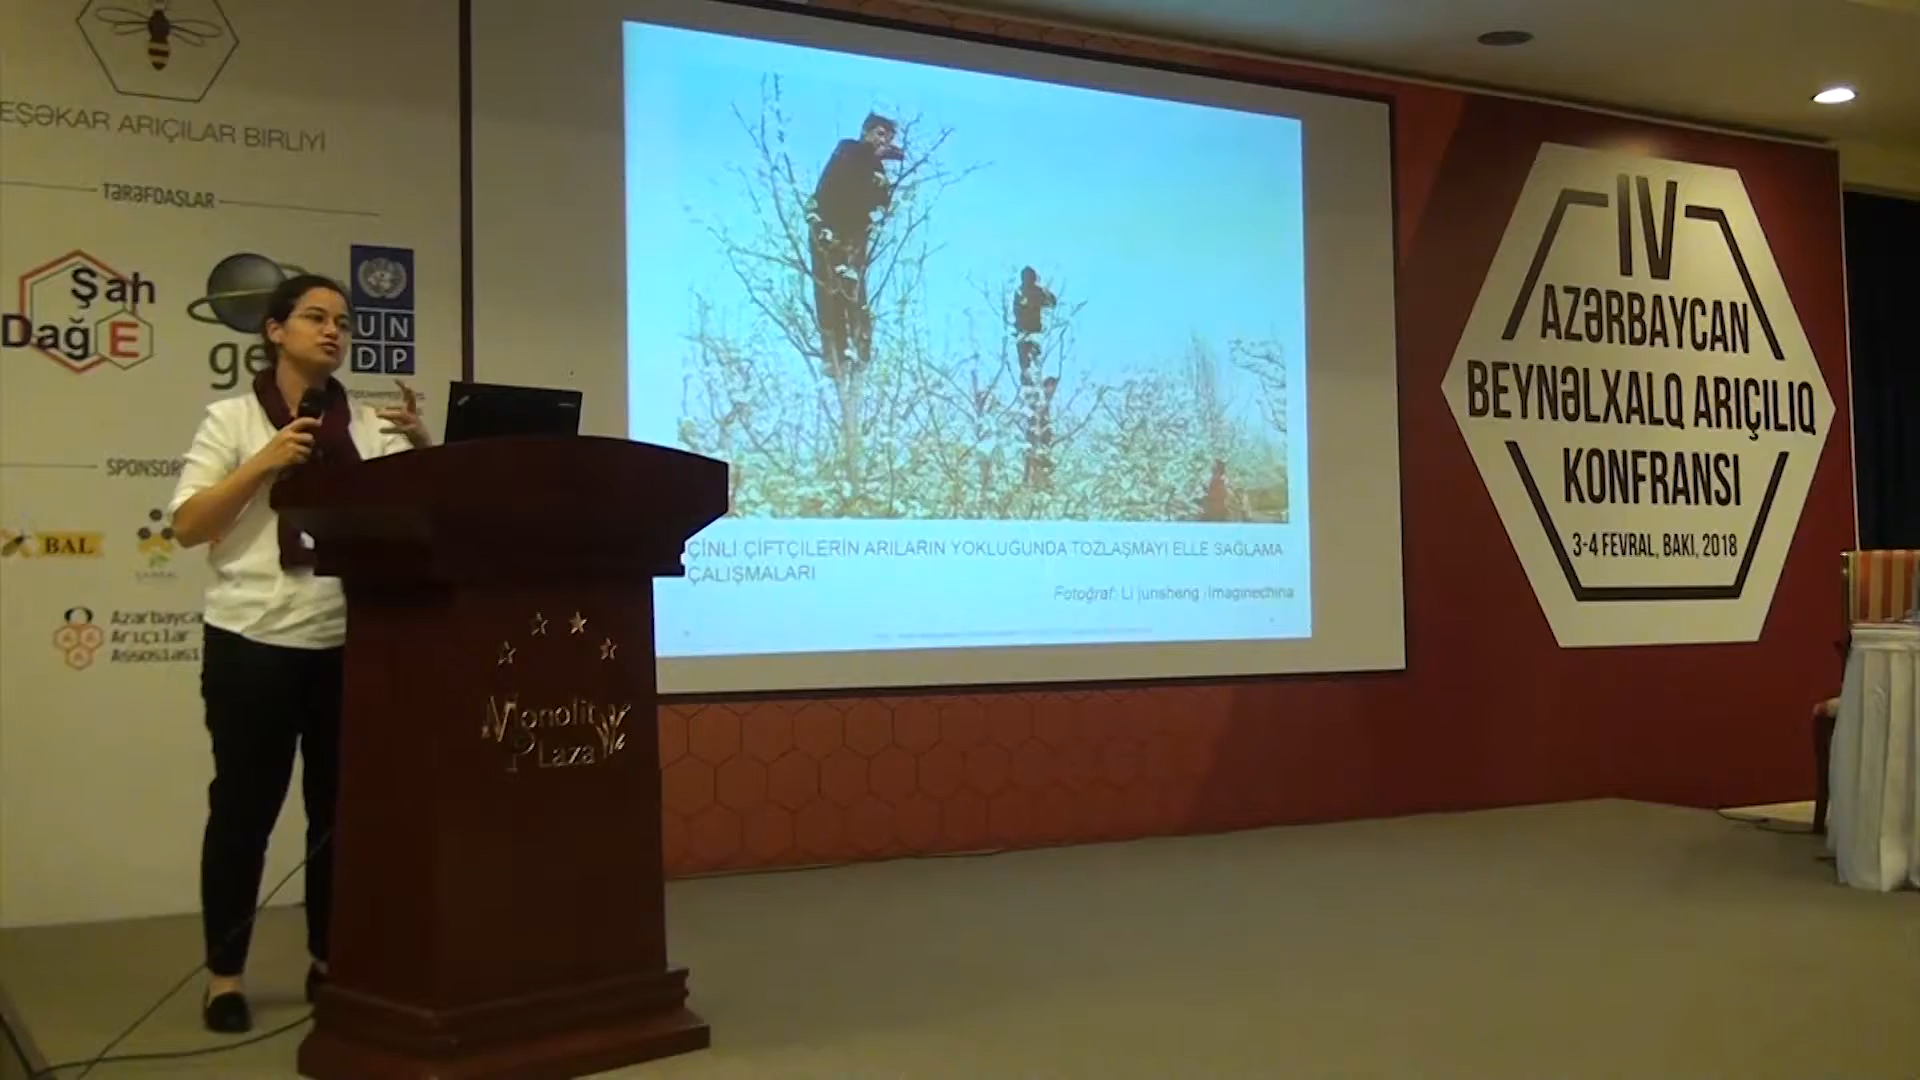 EŞƏKAR ARIÇILAR BIRLIYI
TƏRƏFDAŞLAR
Şah
Dağ E
ge
UN
DP
SPONSOR
BAL
Azərbayca
Arıçılar
Assosiasi
Monolit
Plaza
ÇİNLİ ÇİFTÇİLERİN ARILARIN YOKLUĞUNDA TOZLAŞMAYI ELLE SAĞLAMA
ÇALIŞMALARI
Fotoğraf: Li junsheng /Imaginechina
IV
AZƏRBAYCAN
BEYNƏLXALQ ARIÇILIQ
KONFRANSI
3-4 FEVRAL, BAKI, 2018